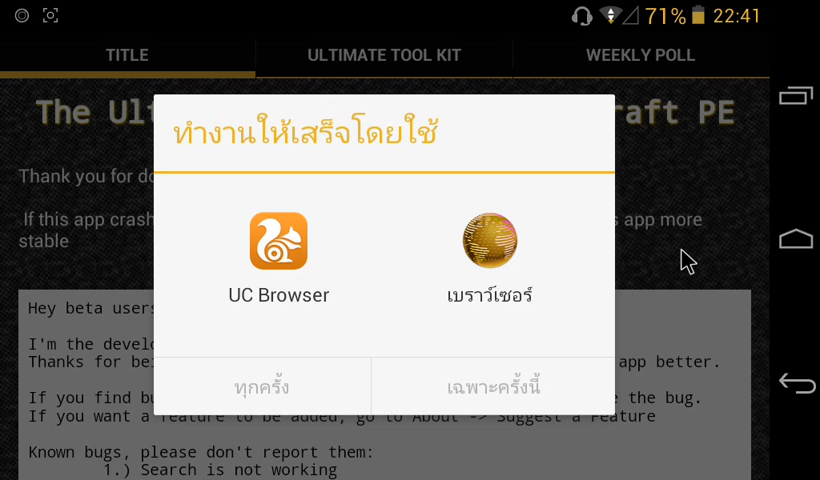 71% 22:41
TITLE ULTIMATE TOOL KIT WEEKLY POLL
The Ul raft PE
ทำงานให้เสร็จโดยใช้
Thank you for do
If this app crash s app more
stable
UC Browser เบราว์เซอร์
Hey beta users
I'm the develo
Thanks for bei app better.
ทุกครั้ง เฉพาะครั้งนี้
If you find bu e the bug.
If you want a feature to be added, go to About -> Suggest a Feature
Known bugs, please don't report them:
1.) Search is not working